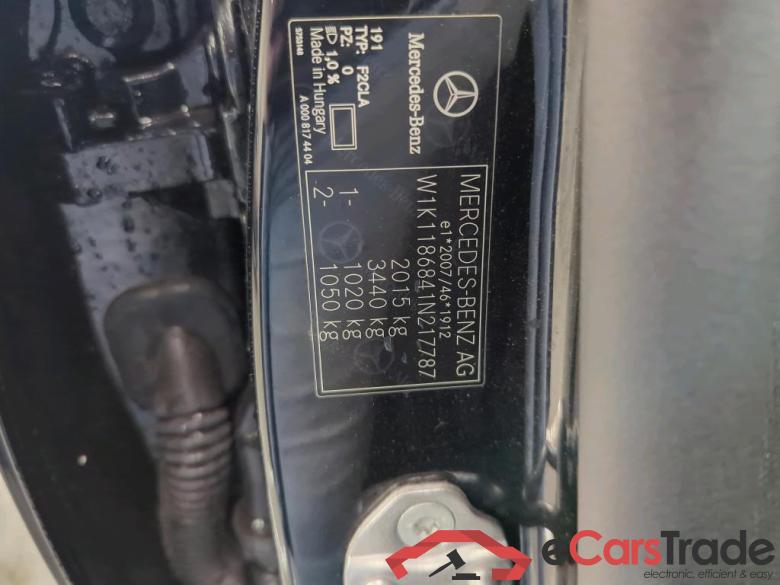 Mercedes-Benz
191
TYP: F2CLA
PZ: 0
1,0 %
Made in Hungary
5793140
A 000 817 44 04
MERCEDES-BENZ AG
e1*2007/46*1912
W1K1186841N217787
2015 kg
3440 kg
1- 1020 kg
2- 1050 kg
eCarsTrade
electronic, efficient & easy